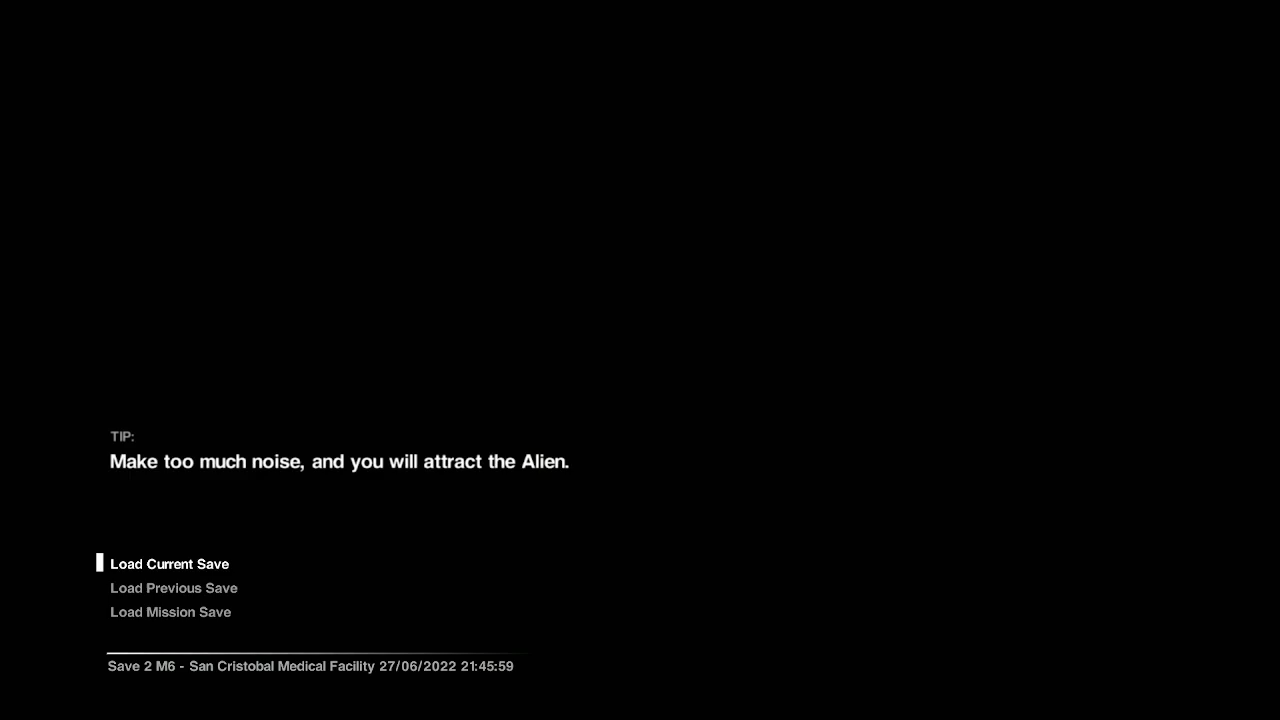 TIP:
Make too much noise, and you will attract the Alien.
Load Current Save
Load Previous Save
Load Mission Save
Save 2 M6 - San Cristobal Medical Facility 27/06/2022 21:45:59